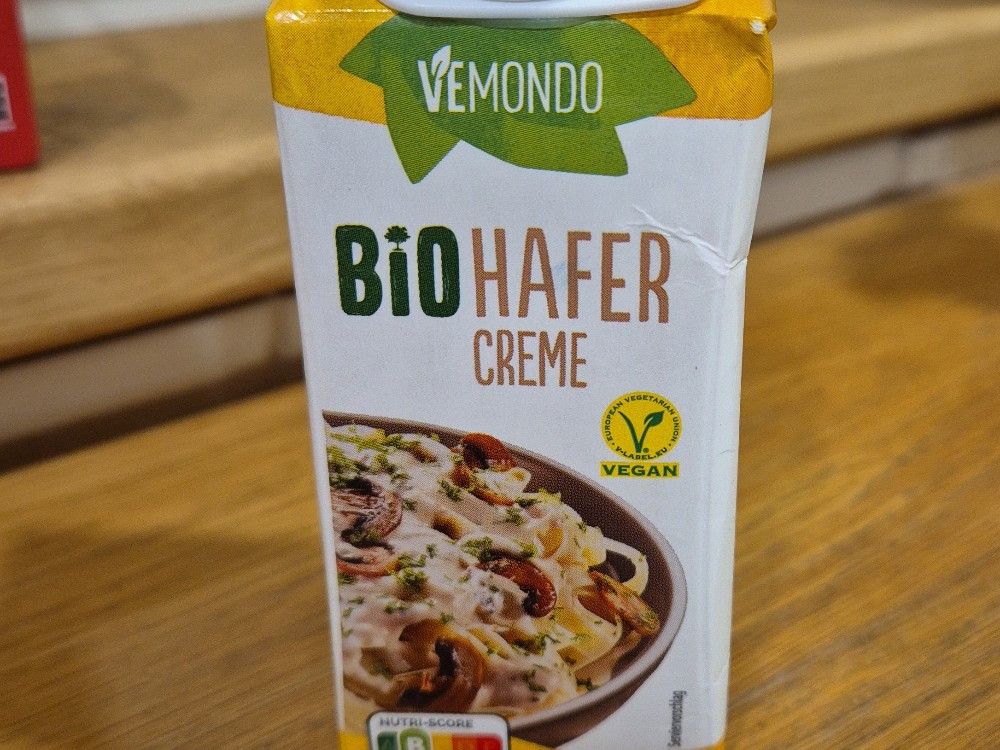 VEMONDO
BIO HAFER
CREME
EUROPEAN VEGETARIAN UNION
V-LABEL.EU
VEGAN
Serviervorschlag
NUTRI-SCORE
B